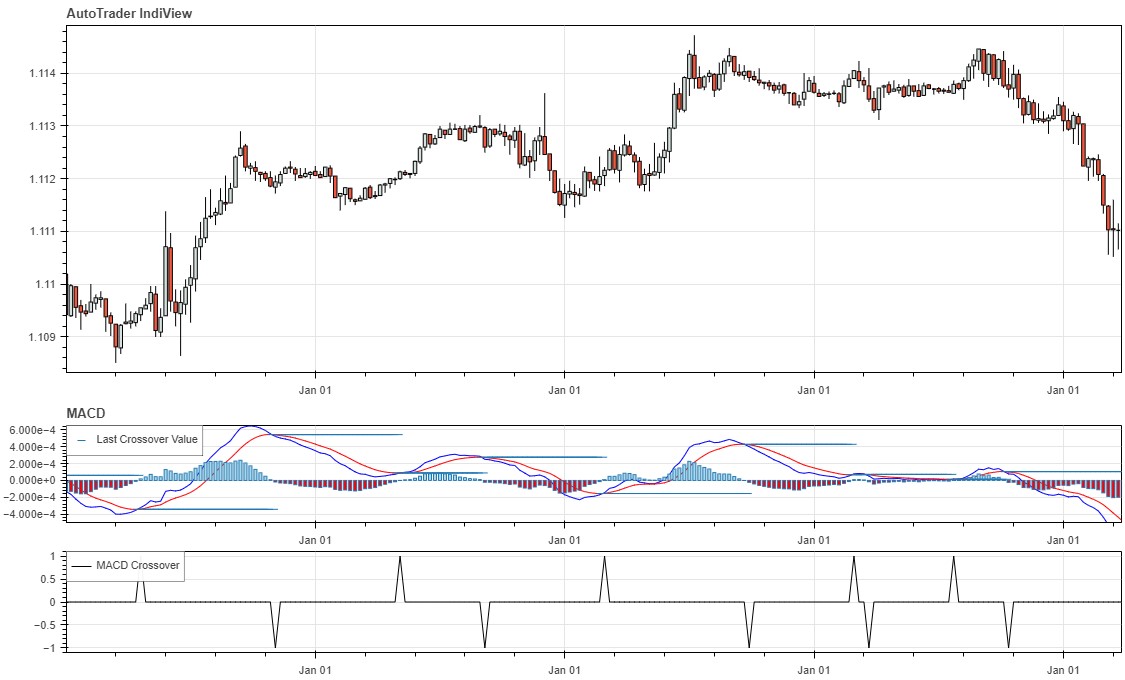 AutoTrader IndiView
1.114
1.113
1.112
1.111
1.11
1.109
Jan 01 Jan 01 Jan 01 Jan 01
MACD
6.000e−4
4.000e−4
2.000e−4
0.000e+0
−2.000e−4
−4.000e−4
Last Crossover Value
Jan 01 Jan 01 Jan 01 Jan 01
1
0.5
0
−0.5
−1
MACD Crossover
Jan 01 Jan 01 Jan 01 Jan 01